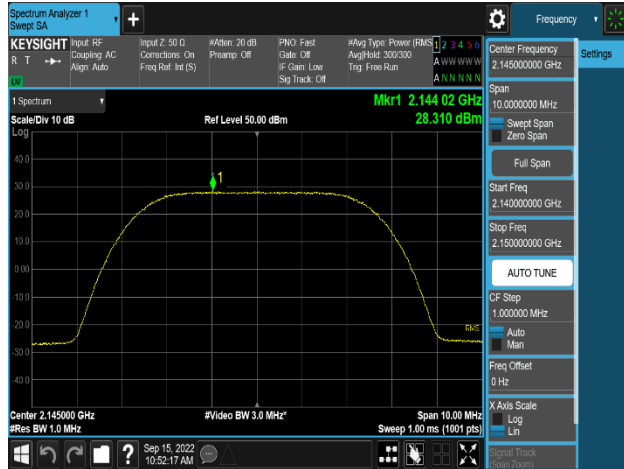 Spectrum Analyzer 1
Swept SA
Frequency
KEYSIGHT
R T
Input: RF
Coupling: AC
Align: Auto
Input Z: 50 Ω
Corrections: On
Freq Ref: Int (S)
#Atten: 20 dB
Preamp: Off
PNO: Fast
Gate: Off
IF Gain: Low
Sig Track: Off
#Avg Type: Power (RMS
Avg|Hold: 300/300
Trig: Free Run
1 2 3 4 5 6
A W W W W W
A N N N N N
1 Spectrum
Mkr1 2.144 02 GHz
Scale/Div 10 dB
Ref Level 50.00 dBm
28.310 dBm
Log
40.0
30.0
20.0
10.0
0.00
-10.0
-20.0
-30.0
-40.0
1
RMS
Center 2.145000 GHz
#Video BW 3.0 MHz*
Span 10.00 MHz
#Res BW 1.0 MHz
Sweep 1.00 ms (1001 pts)
Sep 15, 2022
10:52:17 AM
Settings
Center Frequency
2.145000000 GHz
Span
10.0000000 MHz
Swept Span
Zero Span
Full Span
Start Freq
2.140000000 GHz
Stop Freq
2.150000000 GHz
AUTO TUNE
CF Step
1.000000 MHz
Auto
Man
Freq Offset
0 Hz
X Axis Scale
Log
Lin
Signal Track
(Span Zoom)